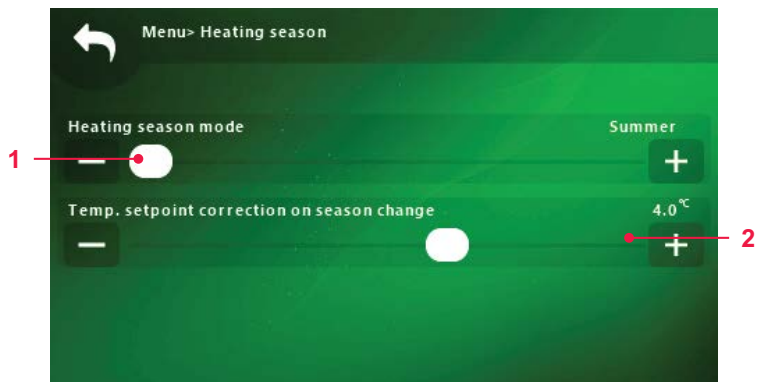 Menu> Heating season
Heating season mode Summer
1
Temp. setpoint correction on season change 4.0℃
2